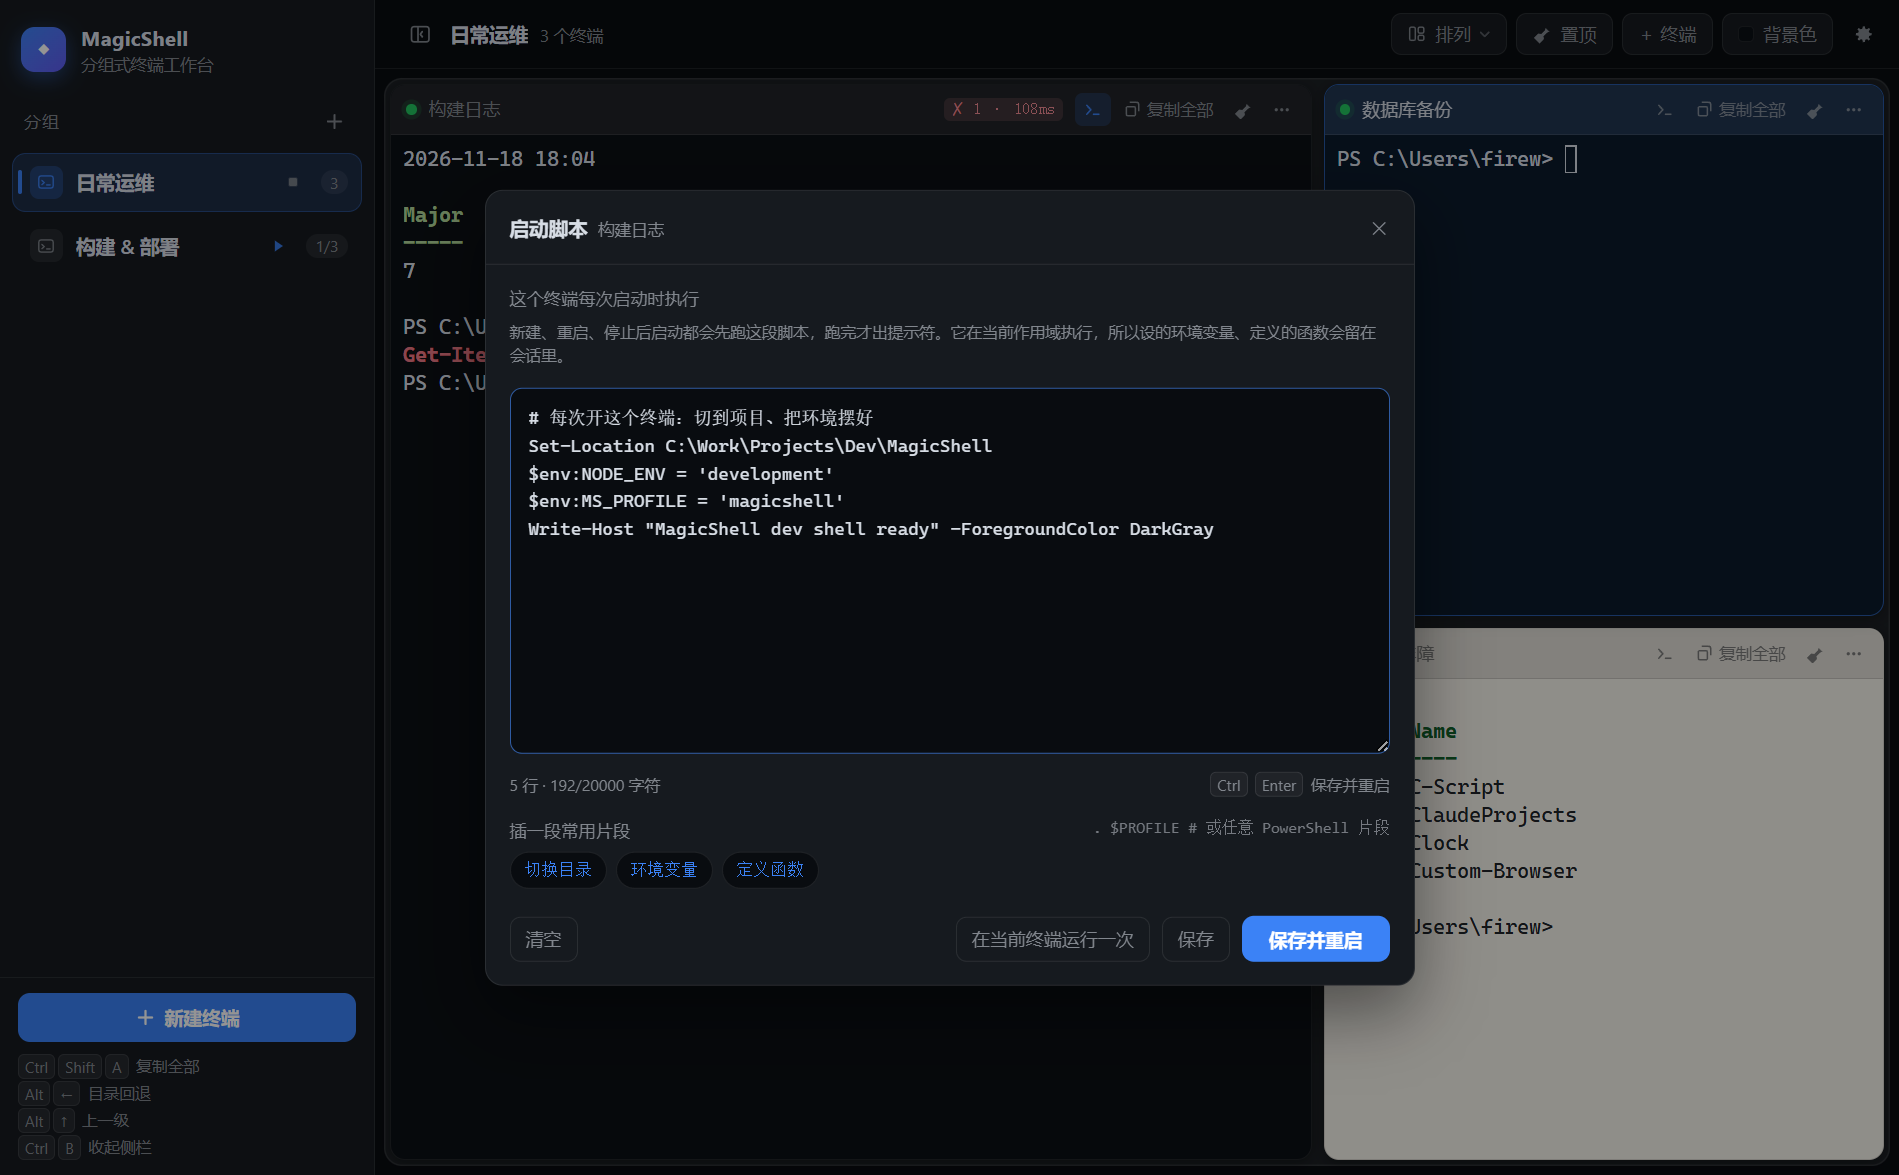 MagicShell
分组式终端工作台
分组
日常运维 3
构建 & 部署 1/3
+ 新建终端
Ctrl Shift A 复制全部
Alt ← 目录回退
Alt ↑ 上一级
Ctrl B 收起侧栏
日常运维 3 个终端
排列 置顶 + 终端 背景色
构建日志 X 1 · 108ms >_ 复制全部 ···
2026-11-18 18:04
Major
-----
7
PS C:\U
Get-Ite
PS C:\U
数据库备份 >_ 复制全部 ···
PS C:\Users\firew>
障 >_ 复制全部 ···
Name
----
C-Script
ClaudeProjects
Clock
Custom-Browser
Users\firew>
启动脚本 构建日志
这个终端每次启动时执行
新建、重启、停止后启动都会先跑这段脚本，跑完才出提示符。它在当前作用域执行，所以设的环境变量、定义的函数会留在
会话里。
# 每次开这个终端：切到项目、把环境摆好
Set-Location C:\Work\Projects\Dev\MagicShell
$env:NODE_ENV = 'development'
$env:MS_PROFILE = 'magicshell'
Write-Host "MagicShell dev shell ready" -ForegroundColor DarkGray
5 行 · 192/20000 字符
Ctrl Enter 保存并重启
插一段常用片段
. $PROFILE # 或任意 PowerShell 片段
切换目录 环境变量 定义函数
清空 在当前终端运行一次 保存 保存并重启